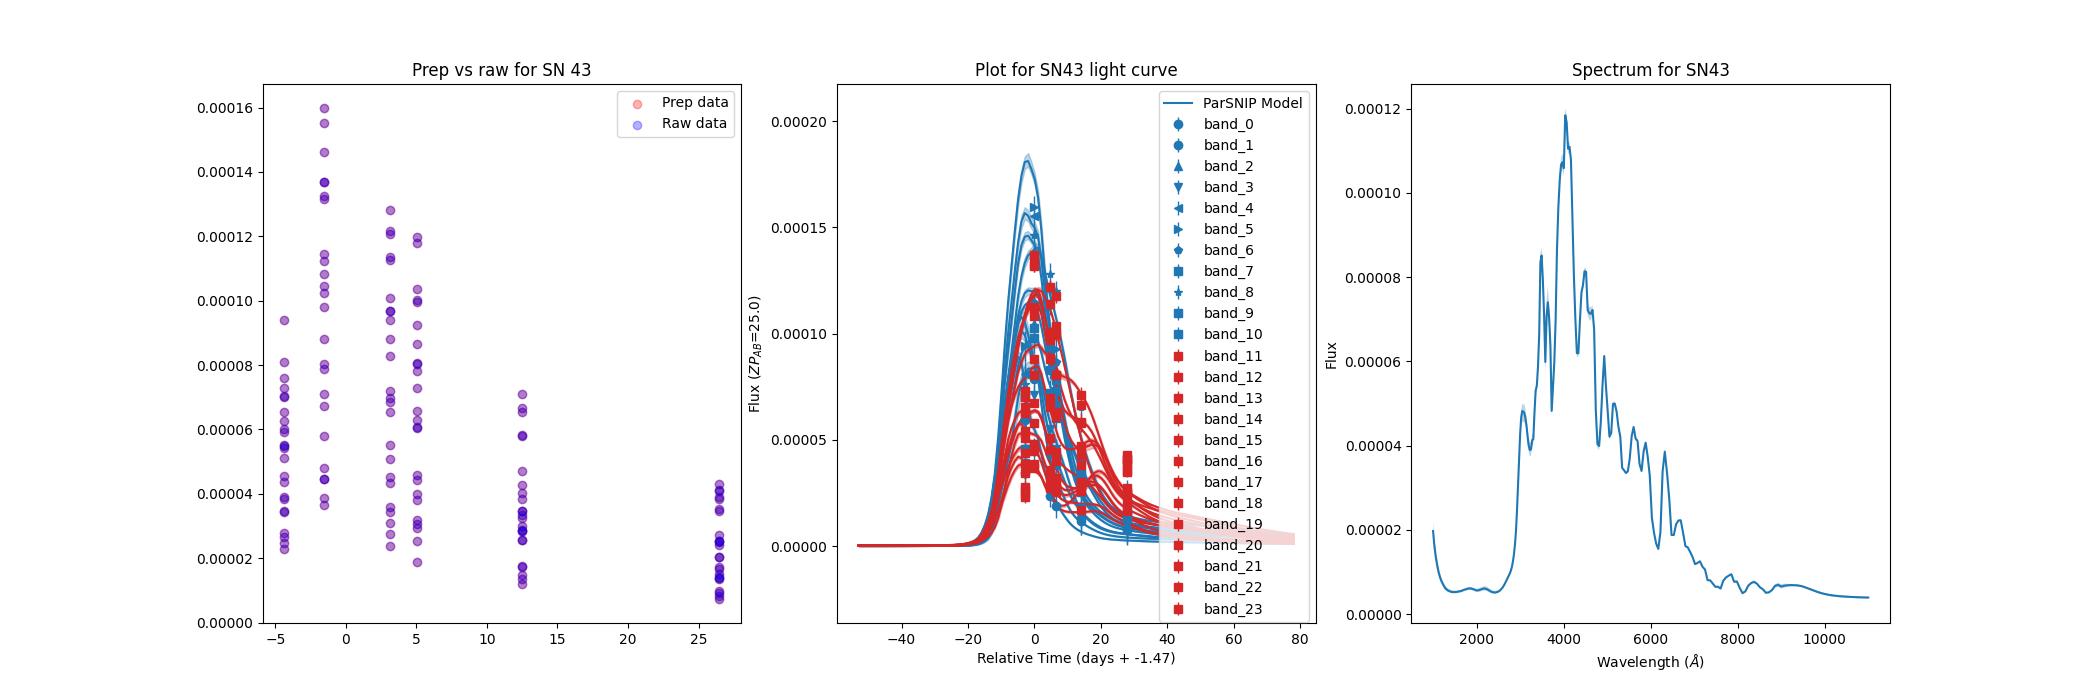 Prep vs raw for SN 43
Prep data
Raw data
0.00016
0.00014
0.00012
0.00010
0.00008
0.00006
0.00004
0.00002
0.00000
−5
0
5
10
15
20
25
Plot for SN43 light curve
ParSNIP Model
band_0
band_1
band_2
band_3
band_4
band_5
band_6
band_7
band_8
band_9
band_10
band_11
band_12
band_13
band_14
band_15
band_16
band_17
band_18
band_19
band_20
band_21
band_22
band_23
Flux (ZP_AB=25.0)
0.00020
0.00015
0.00010
0.00005
0.00000
−40
−20
0
20
40
60
80
Relative Time (days + -1.47)
Spectrum for SN43
Flux
0.00012
0.00010
0.00008
0.00006
0.00004
0.00002
0.00000
2000
4000
6000
8000
10000
Wavelength (Å)